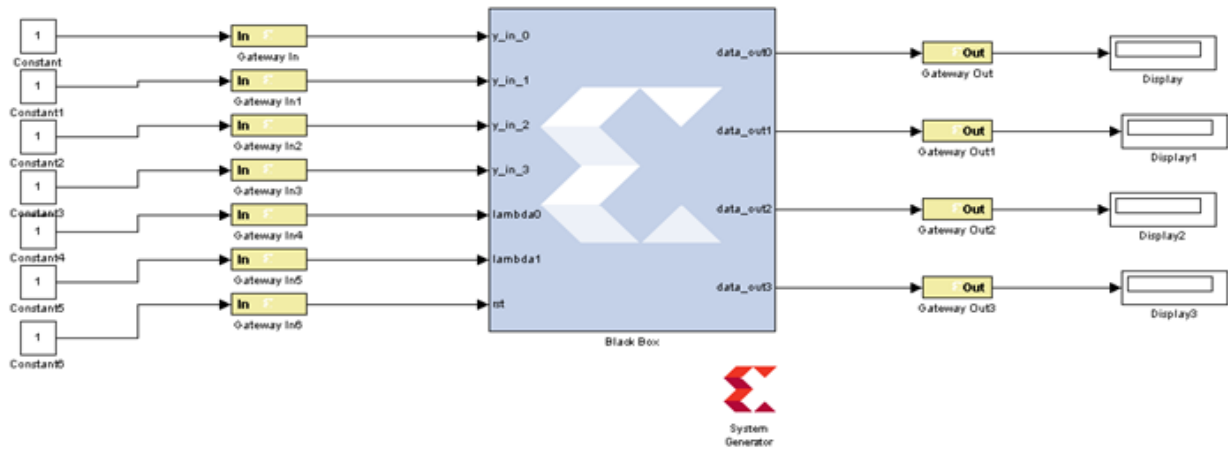 1
Constant
In
Gateway In
y_in_0
1
Constant1
In
Gateway In1
y_in_1
1
Constant2
In
Gateway In2
y_in_2
1
Constant3
In
Gateway In3
y_in_3
1
Constant4
In
Gateway In4
lambda0
1
Constant5
In
Gateway In5
lambda1
1
Constant6
In
Gateway In6
rst
data_out0
Out
Gateway Out
Display
data_out1
Out
Gateway Out1
Display1
data_out2
Out
Gateway Out2
Display2
data_out3
Out
Gateway Out3
Display3
Black Box
System
Generator